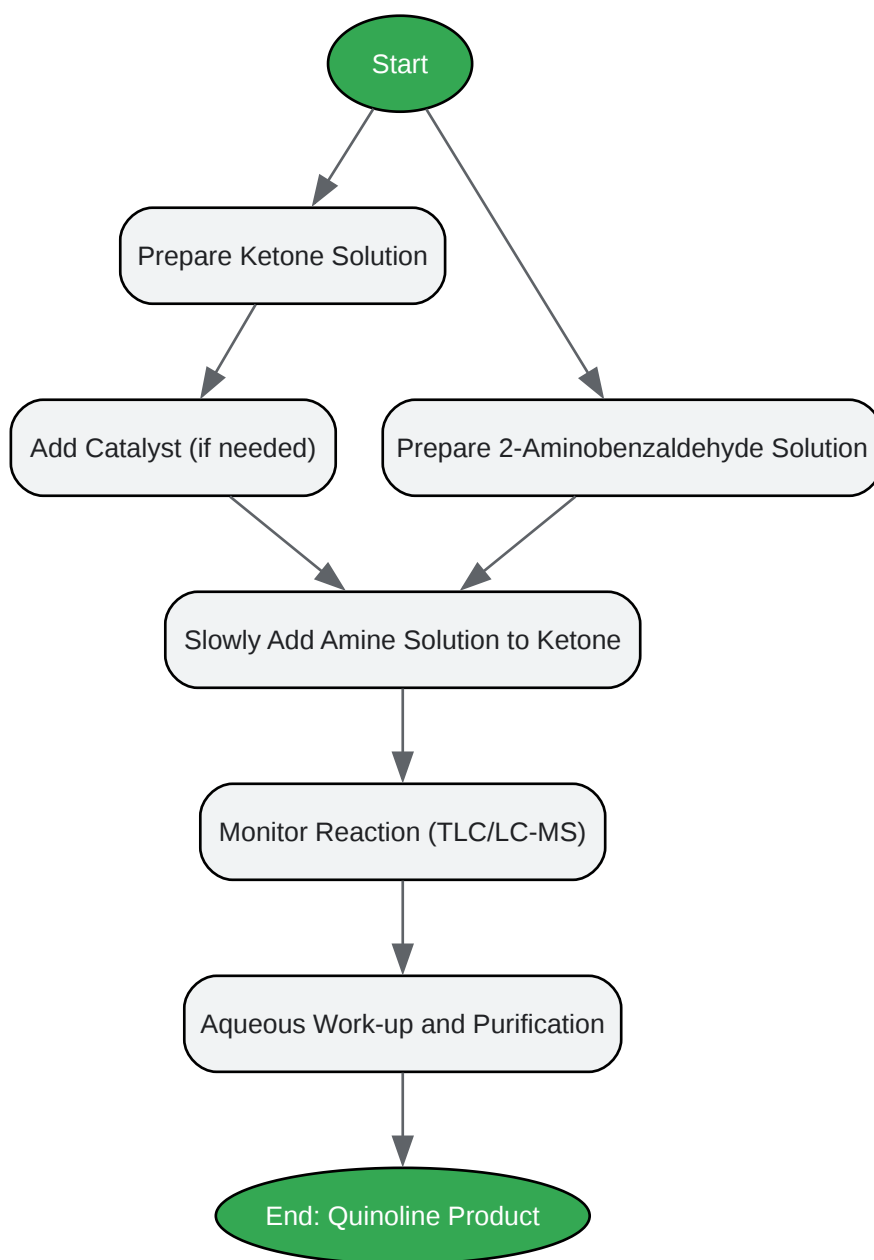 Start
Prepare Ketone Solution
Add Catalyst (if needed)
Prepare 2-Aminobenzaldehyde Solution
Slowly Add Amine Solution to Ketone
Monitor Reaction (TLC/LC-MS)
Aqueous Work-up and Purification
End: Quinoline Product